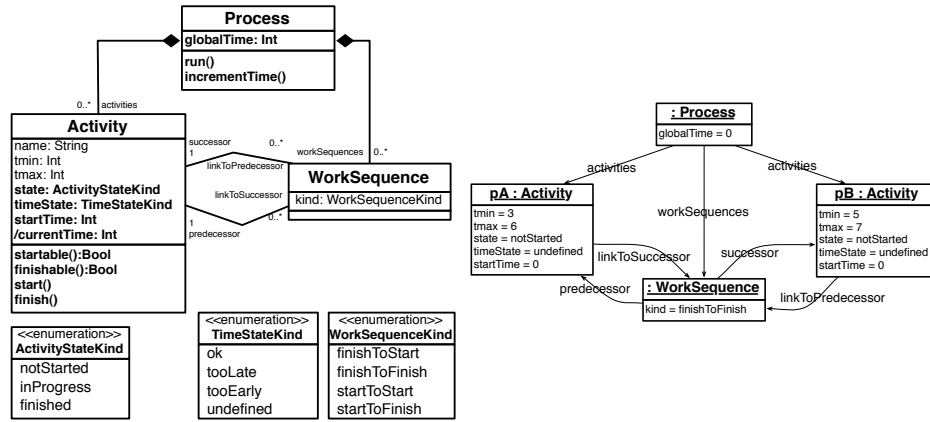 Process
globalTime: Int
run()
incrementTime()
0..* activities
Activity
name: String
tmin: Int
tmax: Int
state: ActivityStateKind
timeState: TimeStateKind
startTime: Int
/currentTime: Int
startable():Bool
finishable():Bool
start()
finish()
successor
1
0..*
linkToPredecessor
workSequences
0..*
linkToSuccessor
0..*
1
predecessor
WorkSequence
kind: WorkSequenceKind
<<enumeration>>
ActivityStateKind
notStarted
inProgress
finished
<<enumeration>>
TimeStateKind
ok
tooLate
tooEarly
undefined
<<enumeration>>
WorkSequenceKind
finishToStart
finishToFinish
startToStart
startToFinish
: Process
globalTime = 0
activities
activities
workSequences
pA : Activity
tmin = 3
tmax = 6
state = notStarted
timeState = undefined
startTime = 0
pB : Activity
tmin = 5
tmax = 7
state = notStarted
timeState = undefined
startTime = 0
linkToSuccessor
successor
predecessor
linkToPredecessor
: WorkSequence
kind = finishToFinish